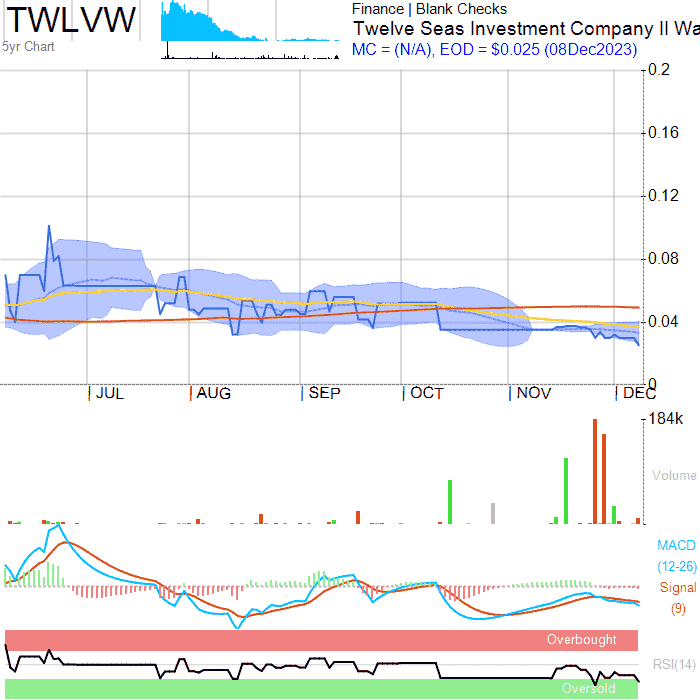 TWLVW
5yr Chart
Finance | Blank Checks
Twelve Seas Investment Company II Wa
MC = (N/A), EOD = $0.025 (08Dec2023)
0.2
0.16
0.12
0.08
0.04
0
JUL AUG SEP OCT NOV DEC
184k
Volume
MACD
(12-26)
Signal
(9)
Overbought
RSI(14)
Oversold